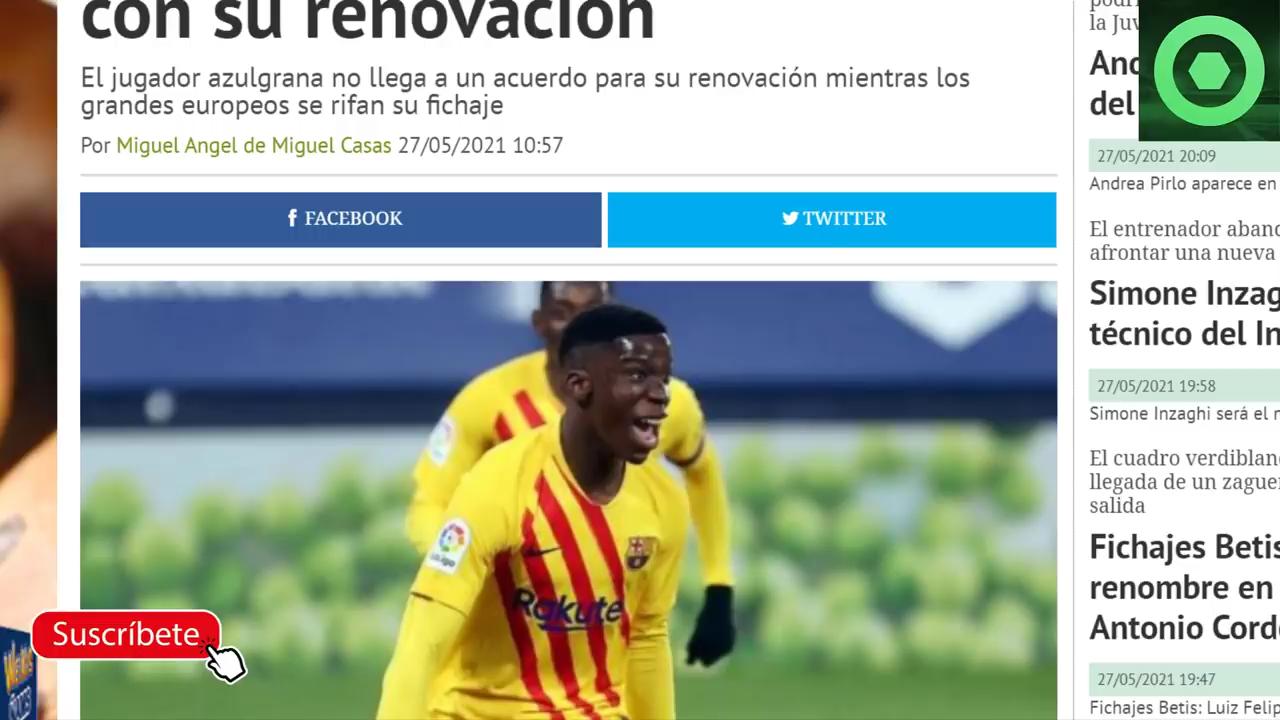 con su renovación
El jugador azulgrana no llega a un acuerdo para su renovación mientras los
grandes europeos se rifan su fichaje
Por Miguel Angel de Miguel Casas 27/05/2021 10:57
FACEBOOK
TWITTER
Rakuten
LaLiga
Suscríbete
la Juv
And
del
27/05/2021 20:09
Andrea Pirlo aparece en
El entrenador aband
afrontar una nueva
Simone Inzag
técnico del In
27/05/2021 19:58
Simone Inzaghi será el
El cuadro verdiblanc
llegada de un zague
salida
Fichajes Betis
renombre en
Antonio Cord
27/05/2021 19:47
Fichajes Betis: Luiz Felip